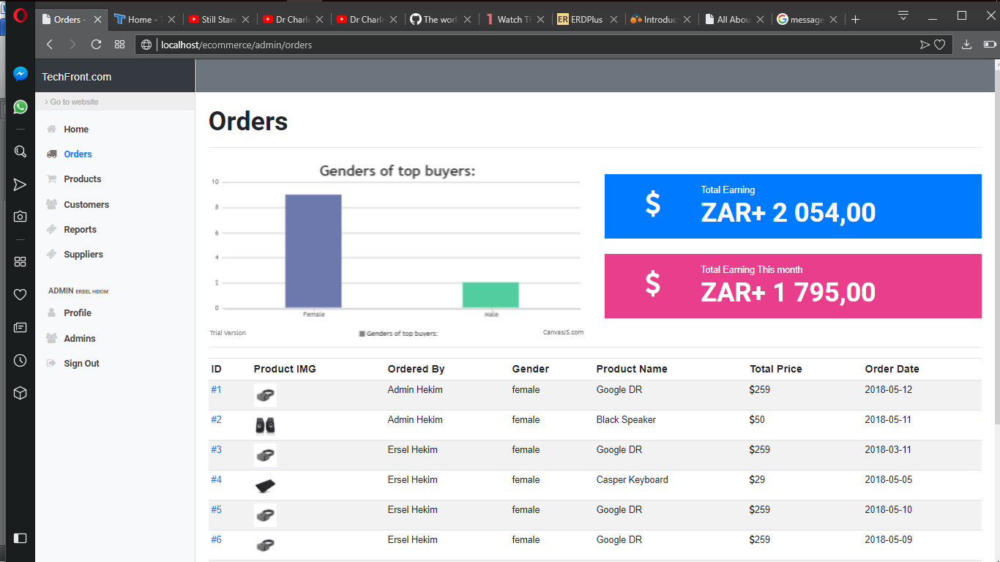 Orders -
Home -
Still Stan
Dr Charle
Dr Charle
The worl
Watch Th
ER ERDPlus
Introduc
All Abou
message
localhost/ecommerce/admin/orders
TechFront.com
> Go to website
Home
Orders
Products
Customers
Reports
Suppliers
ADMIN ERSEL HEKIM
Profile
Admins
Sign Out
Orders
Genders of top buyers:
10
8
6
4
2
0
Female Male
Trial Version
Genders of top buyers:
CanvasJS.com
$
Total Earning
ZAR+ 2 054,00
$
Total Earning This month
ZAR+ 1 795,00
ID Product IMG Ordered By Gender Product Name Total Price Order Date
#1 Admin Hekim female Google DR $259 2018-05-12
#2 Admin Hekim female Black Speaker $50 2018-05-11
#3 Ersel Hekim female Google DR $259 2018-03-11
#4 Ersel Hekim female Casper Keyboard $29 2018-05-05
#5 Ersel Hekim female Google DR $259 2018-05-10
#6 Ersel Hekim female Google DR $259 2018-05-09